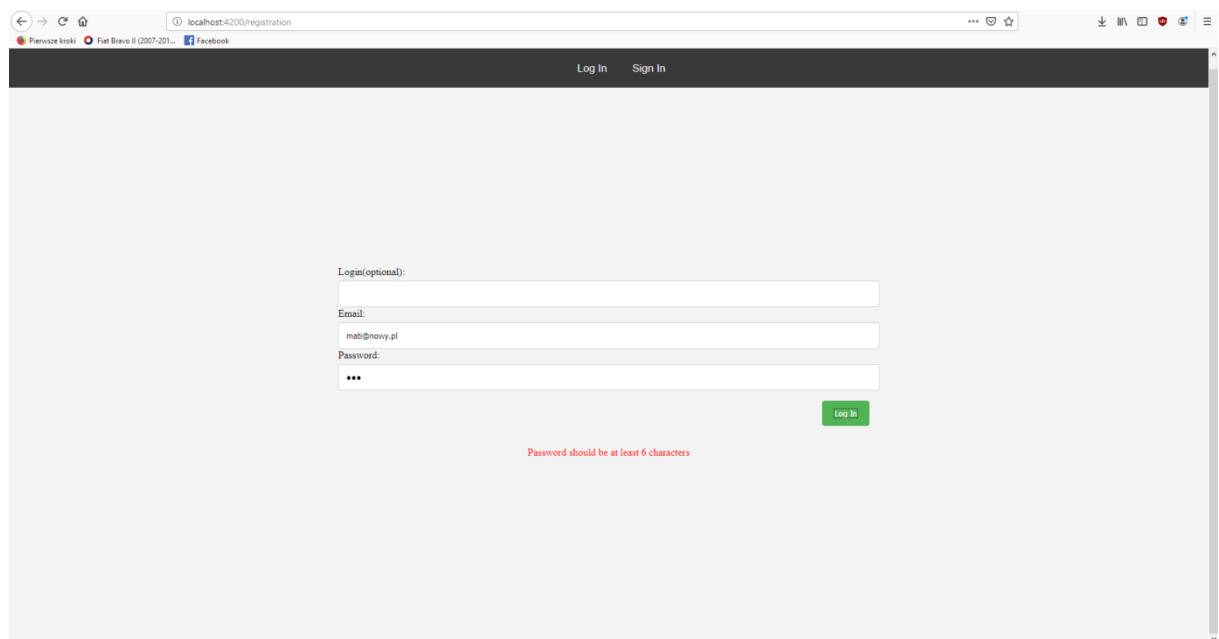 localhost:4200/registration
Pierwsze kroki Fiat Bravo II (2007-201... Facebook
Log In Sign In
Login(optional):
Email:
mati@nowy.pl
Password:
•••
Log In
Password should be at least 6 characters